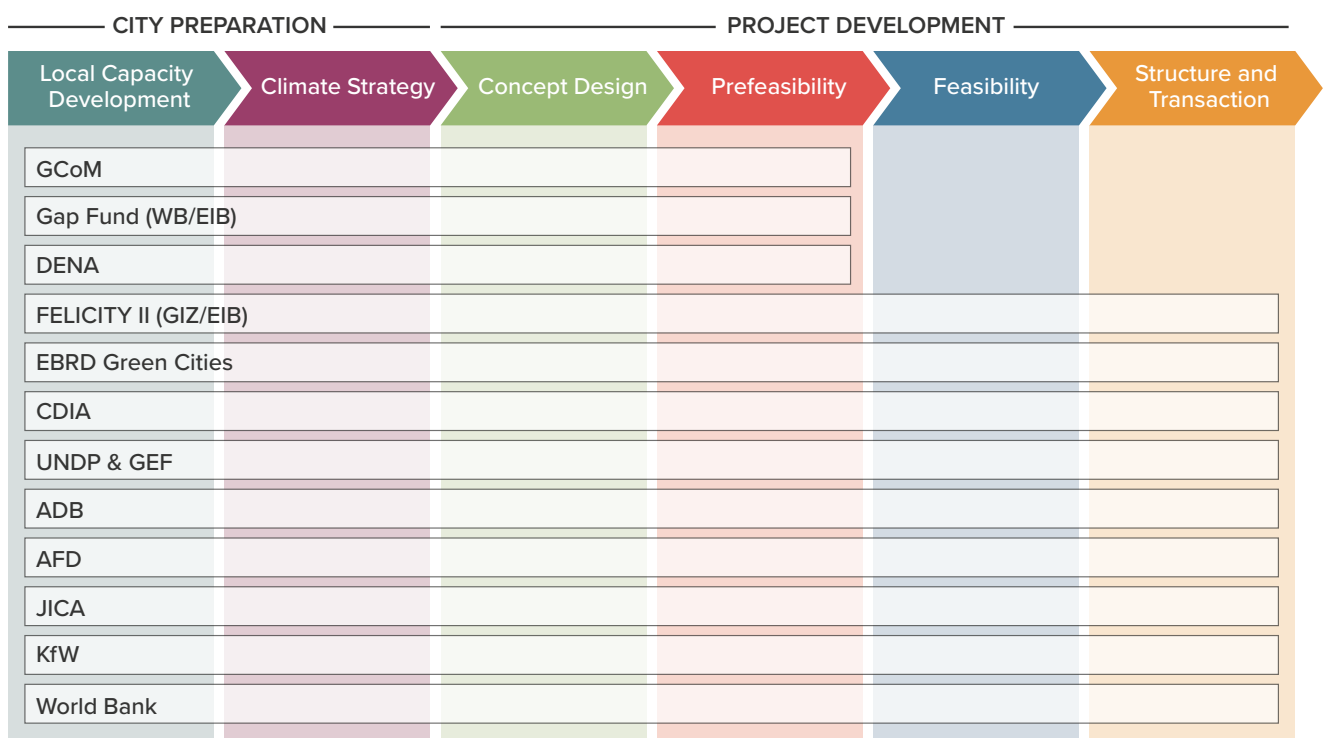 CITY PREPARATION
PROJECT DEVELOPMENT
Local Capacity
Development
Climate Strategy
Concept Design
Prefeasibility
Feasibility
Structure and
Transaction
GCoM
Gap Fund (WB/EIB)
DENA
FELICITY II (GIZ/EIB)
EBRD Green Cities
CDIA
UNDP & GEF
ADB
AFD
JICA
KfW
World Bank